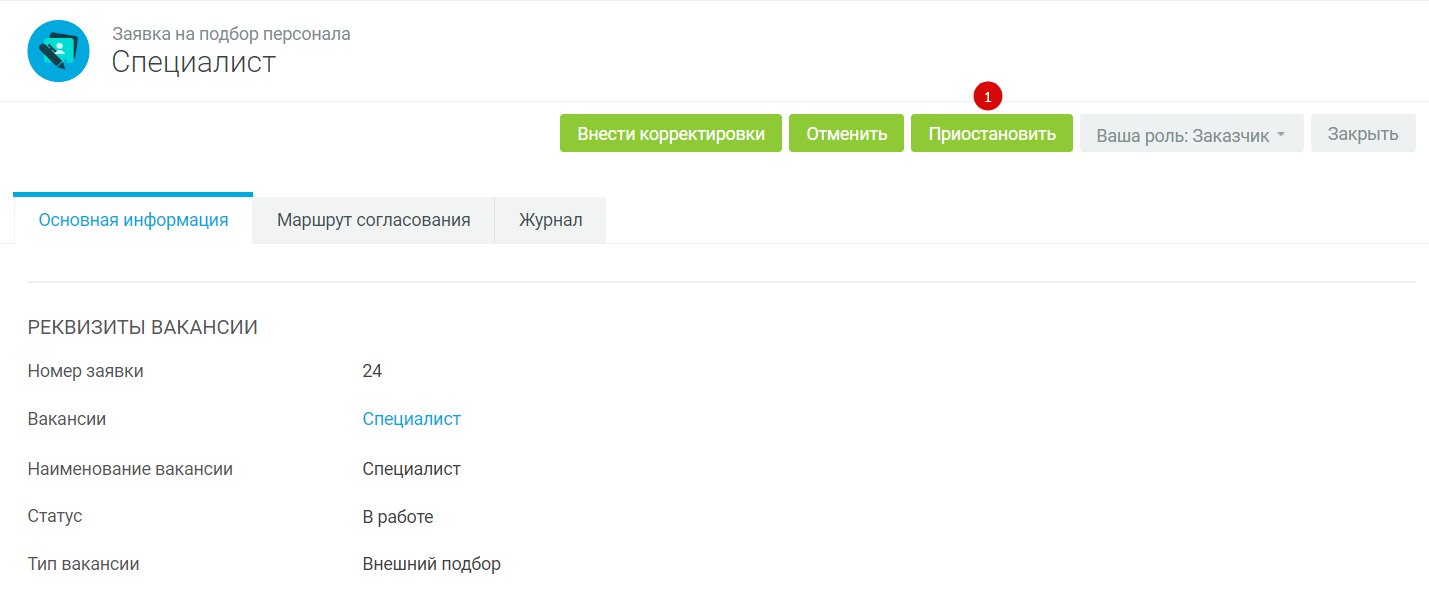 Заявка на подбор персонала
Специалист
1
Внести корректировки Отменить Приостановить Ваша роль: Заказчик Закрыть
Основная информация Маршрут согласования Журнал
РЕКВИЗИТЫ ВАКАНСИИ
Номер заявки 24
Вакансии Специалист
Наименование вакансии Специалист
Статус В работе
Тип вакансии Внешний подбор